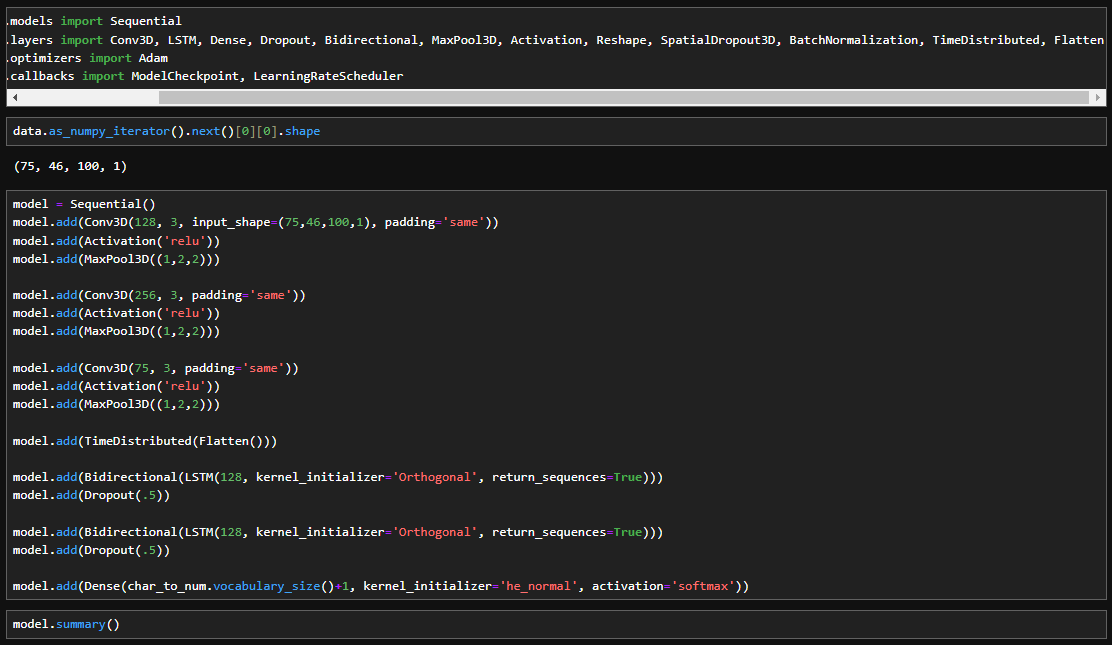 .models import Sequential
.layers import Conv3D, LSTM, Dense, Dropout, Bidirectional, MaxPool3D, Activation, Reshape, SpatialDropout3D, BatchNormalization, TimeDistributed, Flatten
.optimizers import Adam
.callbacks import ModelCheckpoint, LearningRateScheduler
data.as_numpy_iterator().next()[0][0].shape
(75, 46, 100, 1)
model = Sequential()
model.add(Conv3D(128, 3, input_shape=(75,46,100,1), padding='same'))
model.add(Activation('relu'))
model.add(MaxPool3D((1,2,2)))
model.add(Conv3D(256, 3, padding='same'))
model.add(Activation('relu'))
model.add(MaxPool3D((1,2,2)))
model.add(Conv3D(75, 3, padding='same'))
model.add(Activation('relu'))
model.add(MaxPool3D((1,2,2)))
model.add(TimeDistributed(Flatten()))
model.add(Bidirectional(LSTM(128, kernel_initializer='Orthogonal', return_sequences=True)))
model.add(Dropout(.5))
model.add(Bidirectional(LSTM(128, kernel_initializer='Orthogonal', return_sequences=True)))
model.add(Dropout(.5))
model.add(Dense(char_to_num.vocabulary_size()+1, kernel_initializer='he_normal', activation='softmax'))
model.summary()